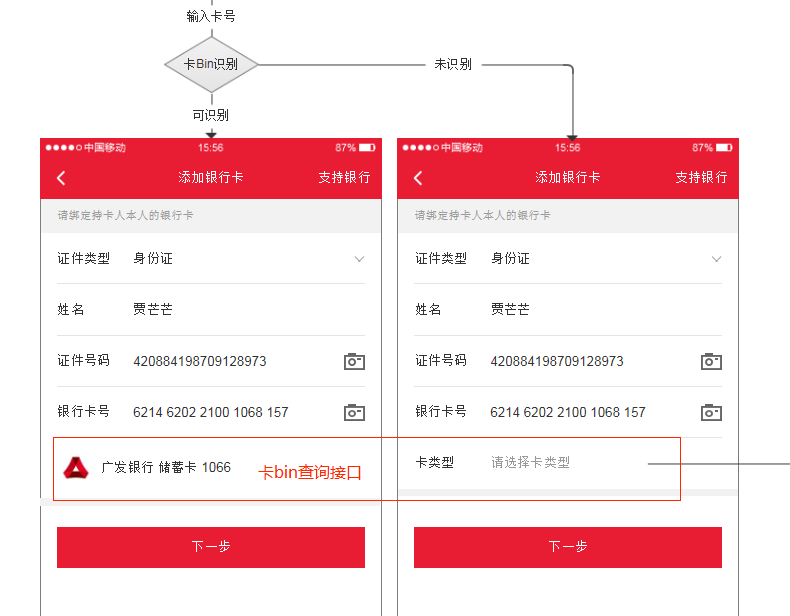 输入卡号
卡Bin识别
未识别
可识别
中国移动 15:56 87%
添加银行卡 支持银行
请绑定持卡人本人的银行卡
证件类型 身份证
姓名 贾芒芒
证件号码 420884198709128973
银行卡号 6214 6202 2100 1068 157
广发银行 储蓄卡 1066
卡bin查询接口
下一步
中国移动 15:56 87%
添加银行卡 支持银行
请绑定持卡人本人的银行卡
证件类型 身份证
姓名 贾芒芒
证件号码 420884198709128973
银行卡号 6214 6202 2100 1068 157
卡类型 请选择卡类型
下一步